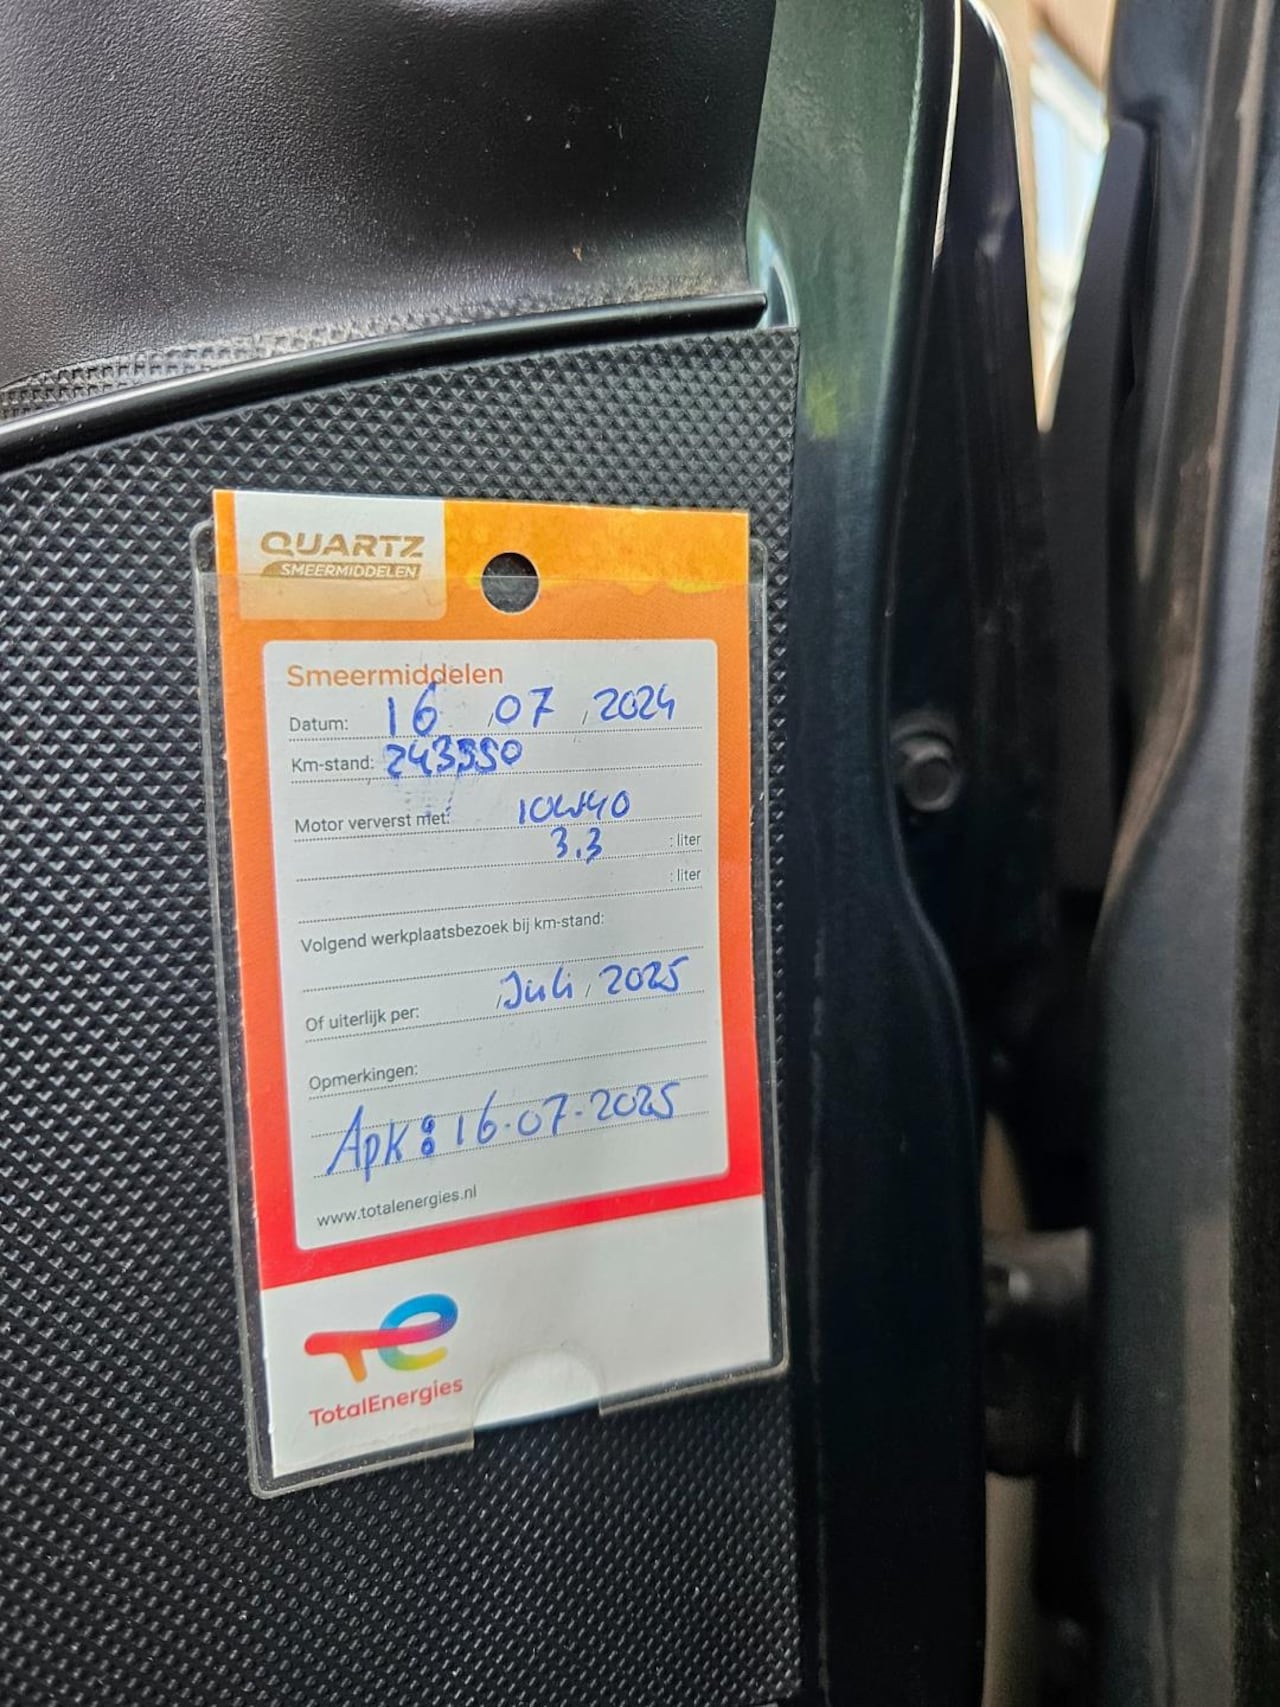 QUARTZ
SMEERMIDDELEN
Smeermiddelen
Datum: 16, 07, 2024
Km-stand:
Motor ververst met: 10W40
3.3 : liter
: liter
Volgend werkplaatsbezoek bij km-stand:
Of uiterlijk per: , Juli, 2025
Opmerkingen:
Apk: 16-07-2025
www.totalenergies.nl
TotalEnergies